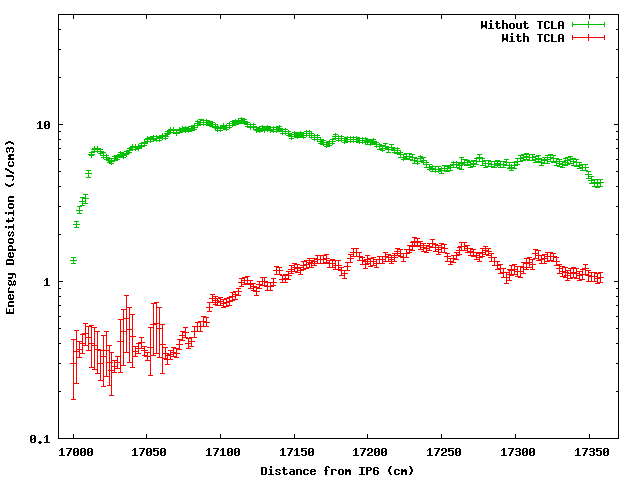 Without TCLA
With TCLA
10
1
0.1
Energy Deposition (J/cm3)
17000 17050 17100 17150 17200 17250 17300 17350
Distance from IP6 (cm)